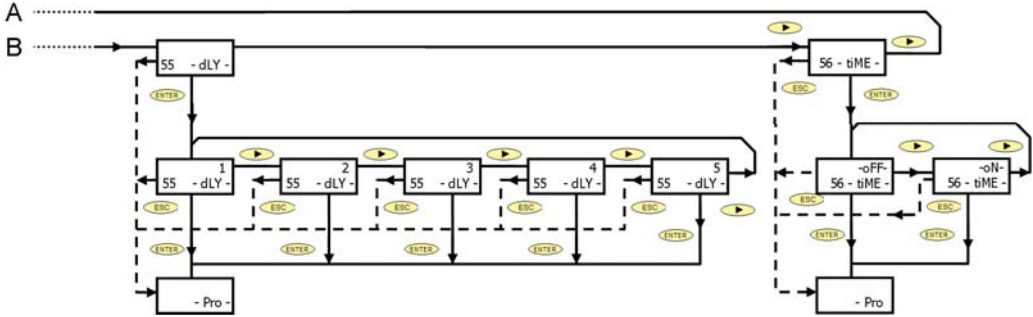 A
B
55 - dLY -
56 - tiME -
ESC
ENTER
ENTER
1
55 - dLY -
2
55 - dLY -
3
55 - dLY -
4
55 - dLY -
5
55 - dLY -
-oFF-
56 - tiME -
-oN-
56 - tiME -
ESC
ESC
ESC
ESC
ESC
ESC
ESC
ENTER
ENTER
ENTER
ENTER
ENTER
ENTER
ENTER
- Pro -
- Pro